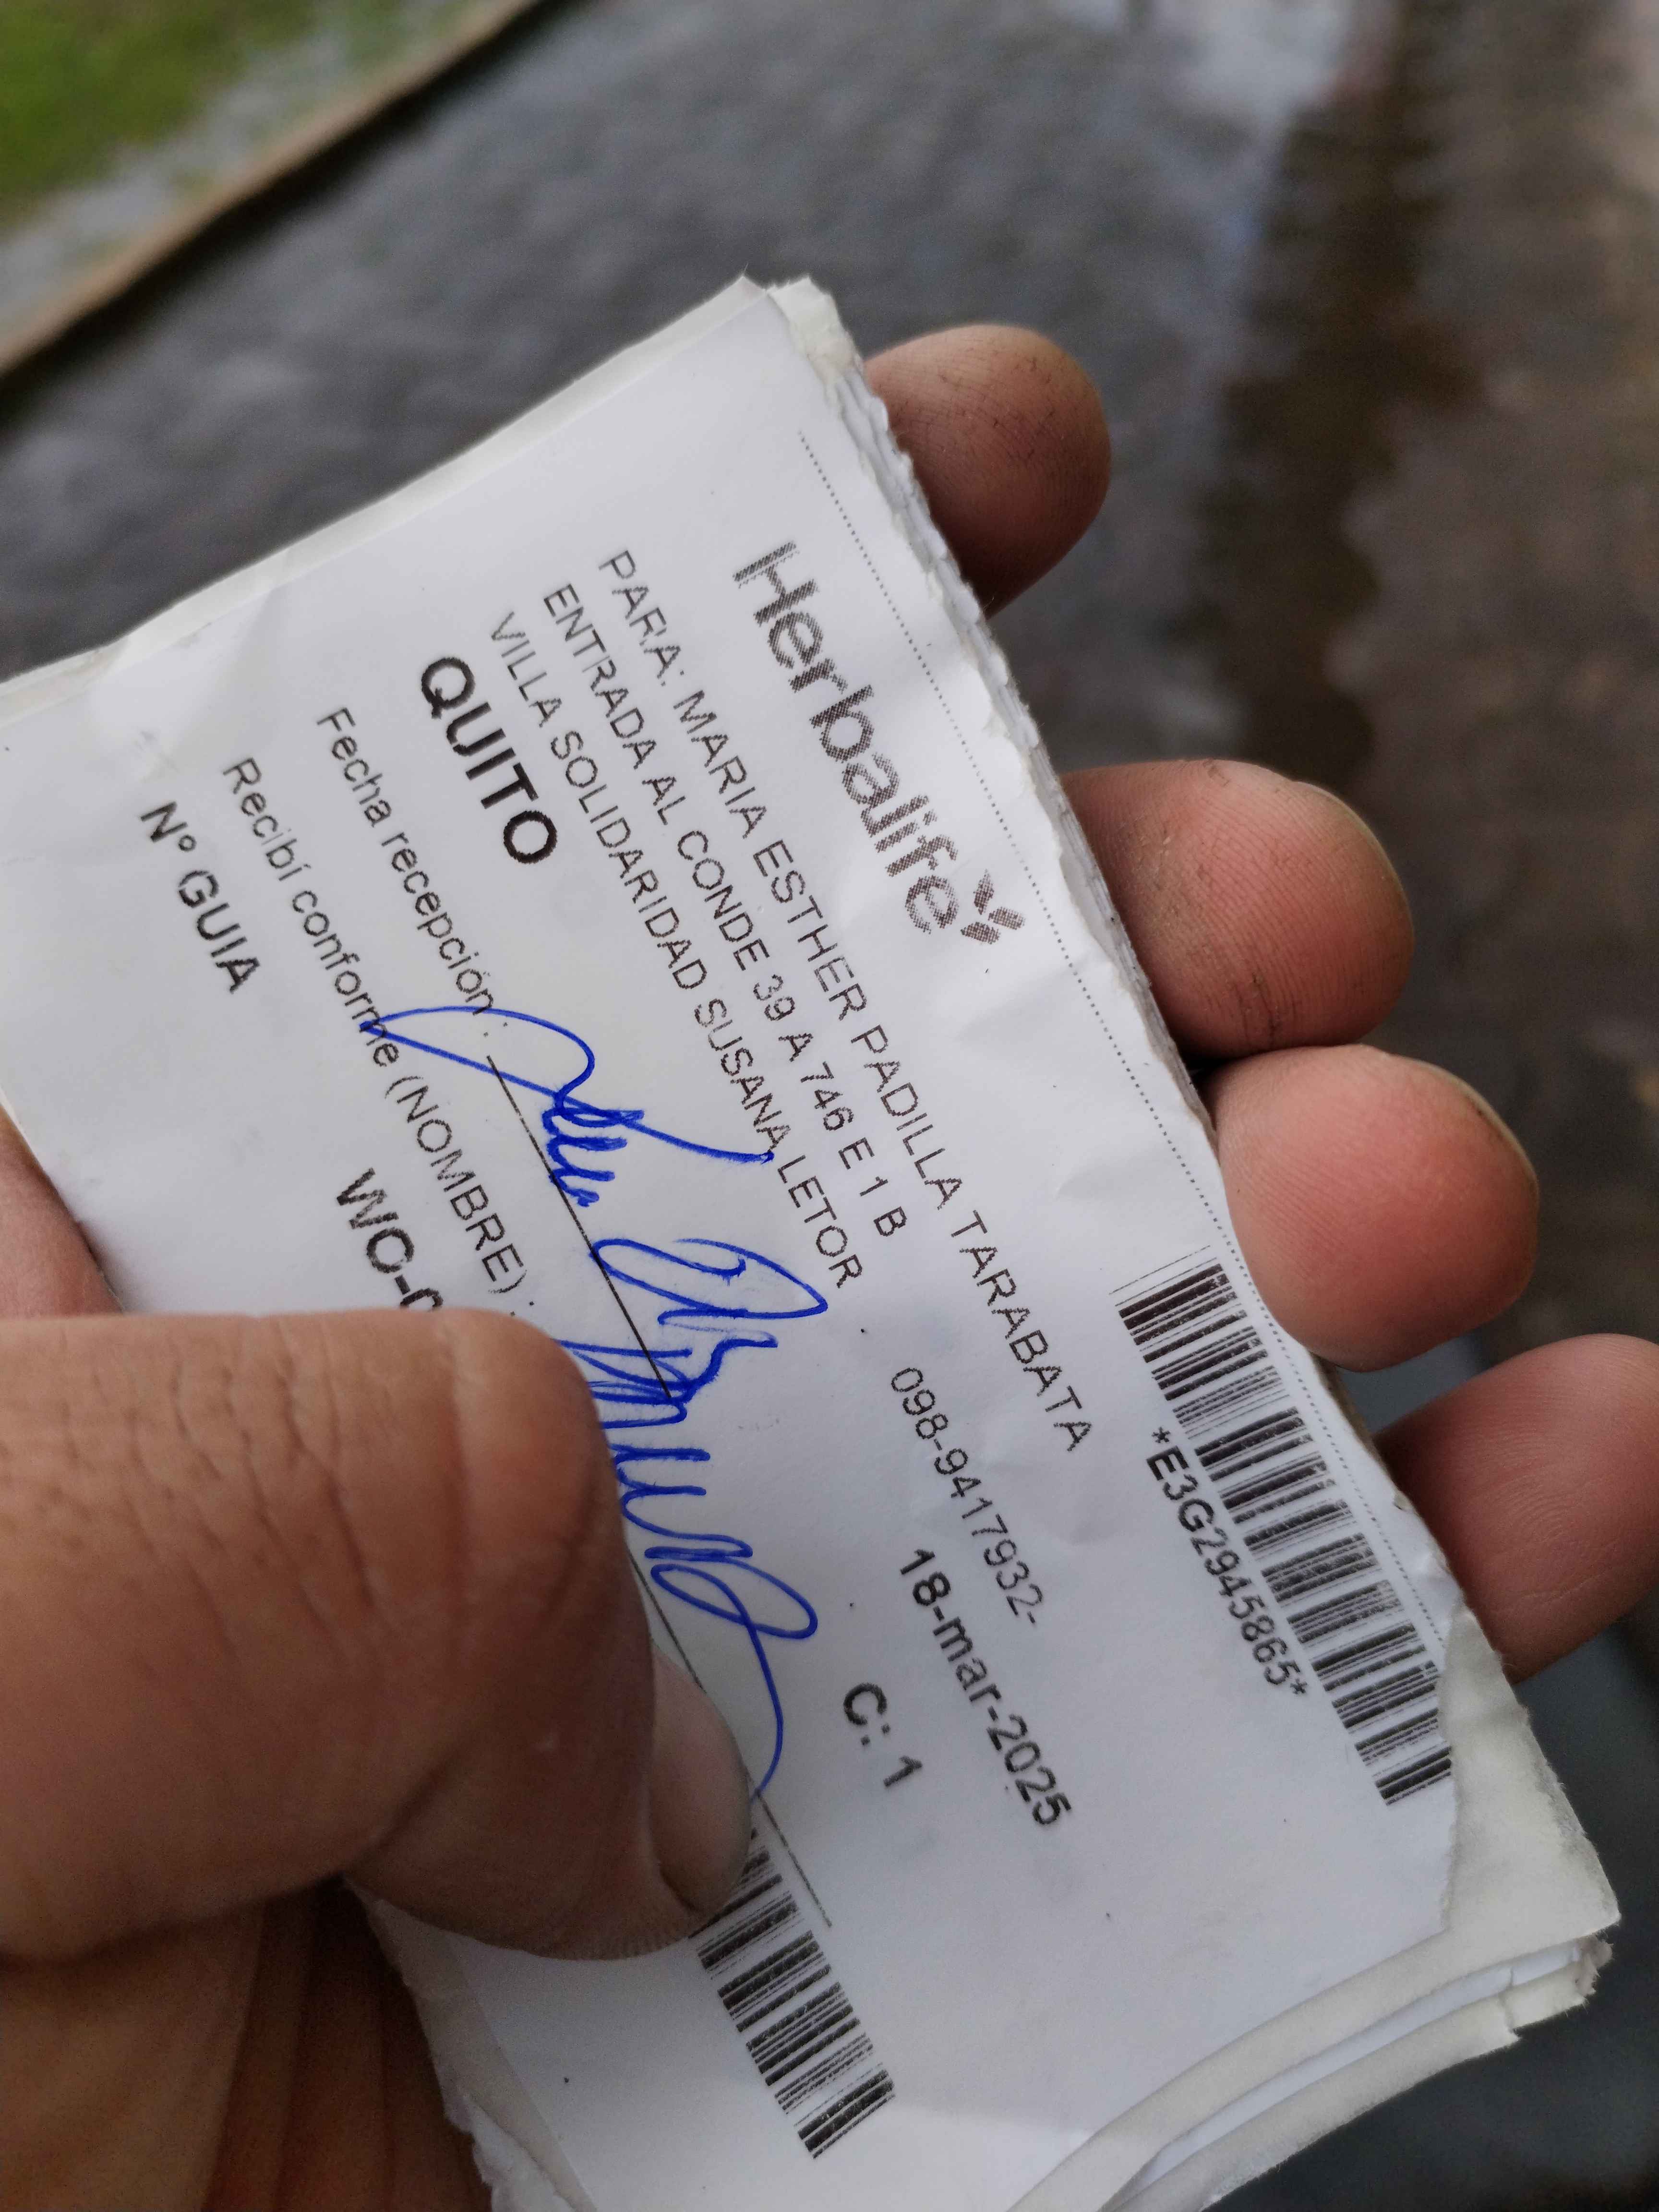 Herbalife
*E3G2945865*
PARA: MARIA ESTHER PADILLA TARABATA
ENTRADA AL CONDE 39 A 746 E 1 B
098-9417932-
VILLA SOLIDARIDAD SUSANA LETOR
18-mar-2025
QUITO
C: 1
Fecha recepción :
Recibí conforme (NOMBRE) :
Nº GUIA
WC-